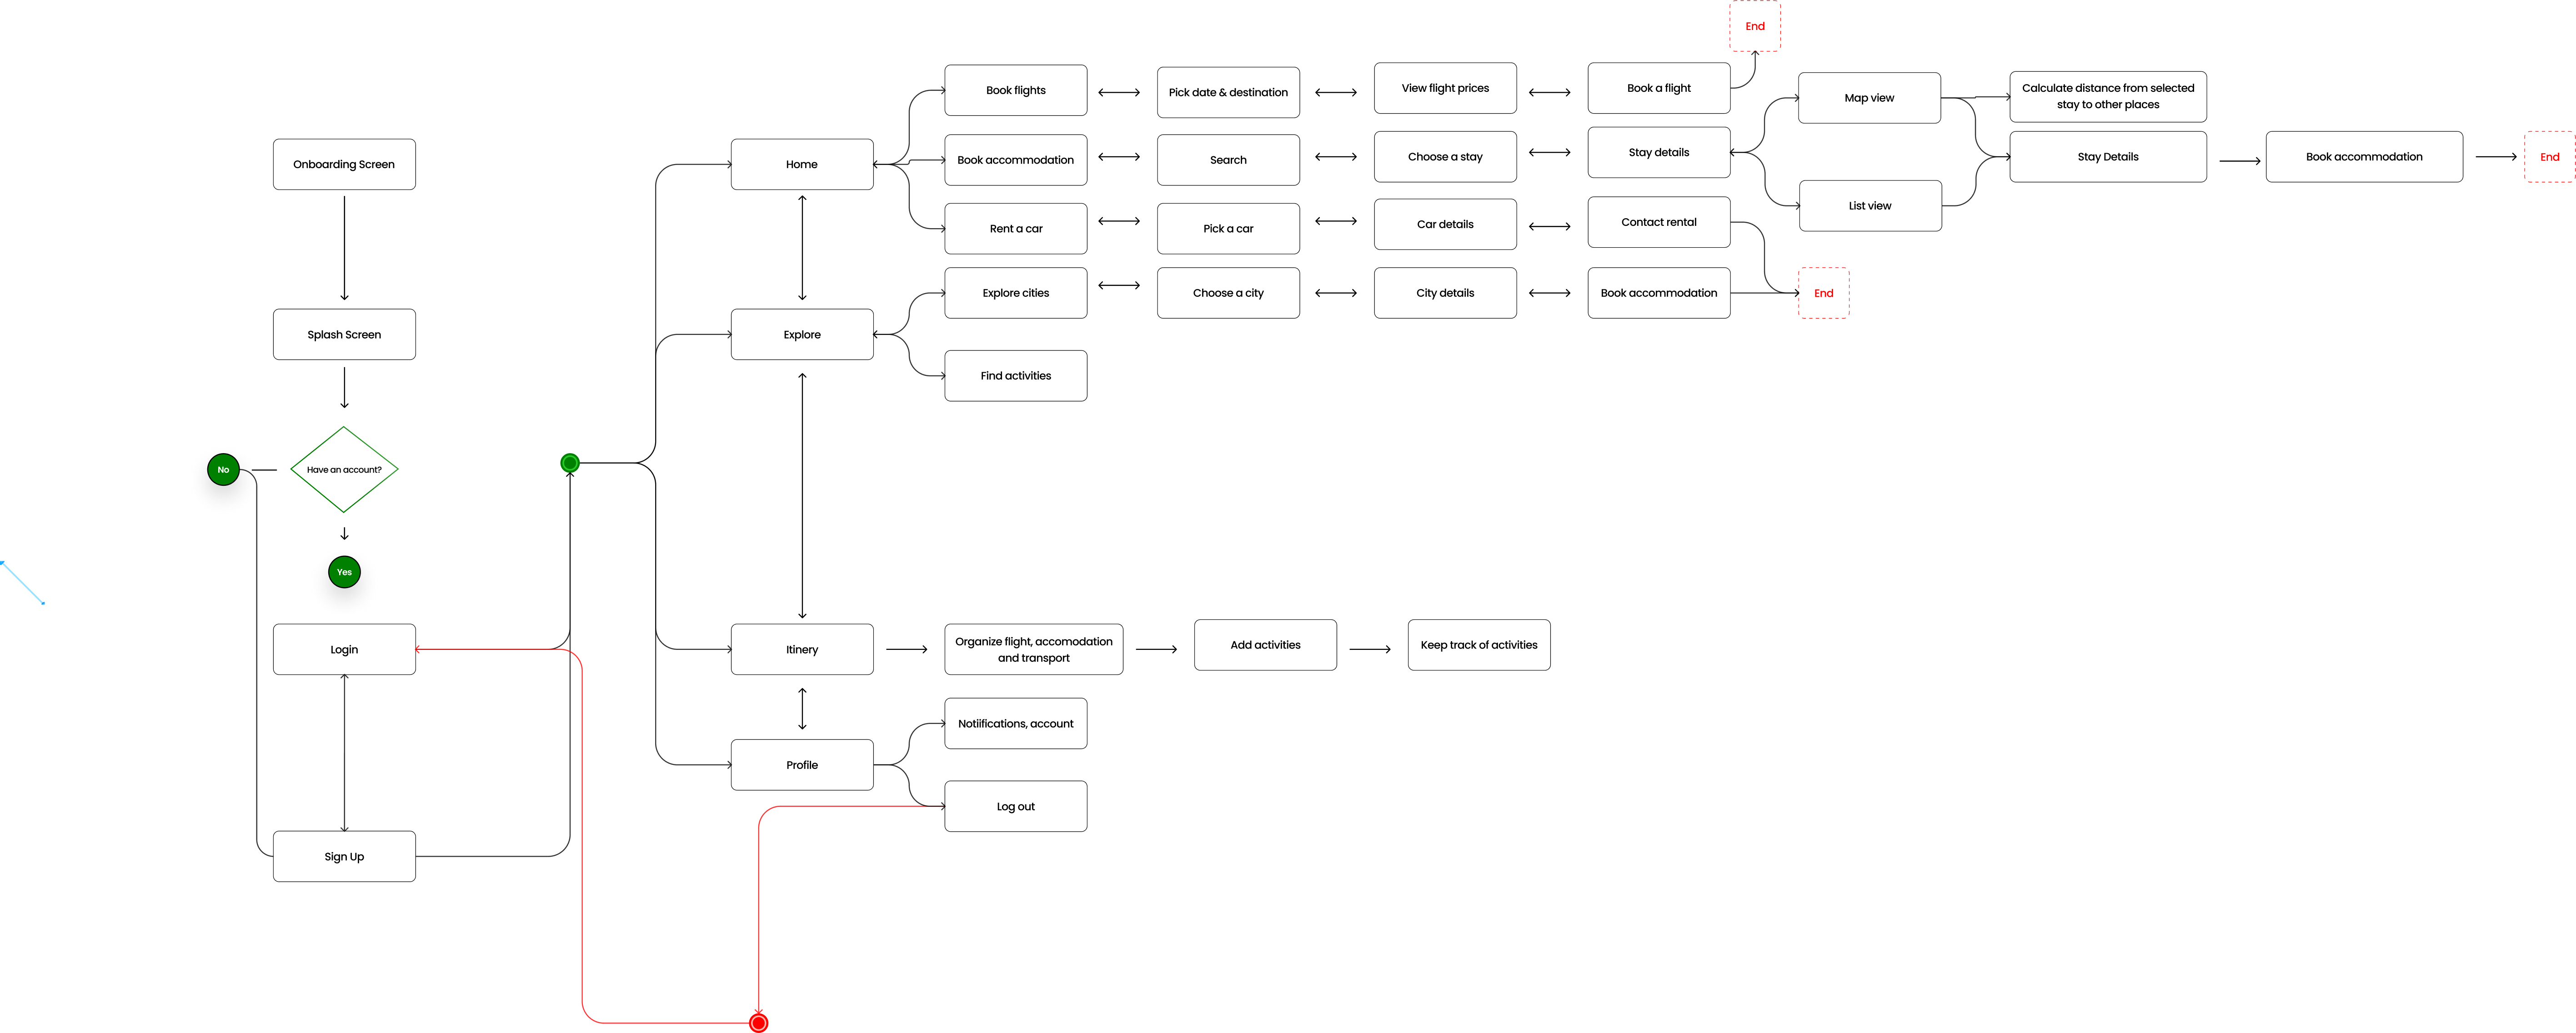 End
Onboarding Screen
Splash Screen
Have an account?
No
Yes
Login
Sign Up
Home
Explore
Itinery
Profile
Book flights
Pick date & destination
View flight prices
Book a flight
Book accommodation
Search
Choose a stay
Stay details
Map view
Calculate distance from selected
stay to other places
List view
Stay Details
Book accommodation
End
Rent a car
Pick a car
Car details
Contact rental
Explore cities
Choose a city
City details
Book accommodation
End
Find activities
Organize flight, accomodation
and transport
Add activities
Keep track of activities
Notiifications, account
Log out